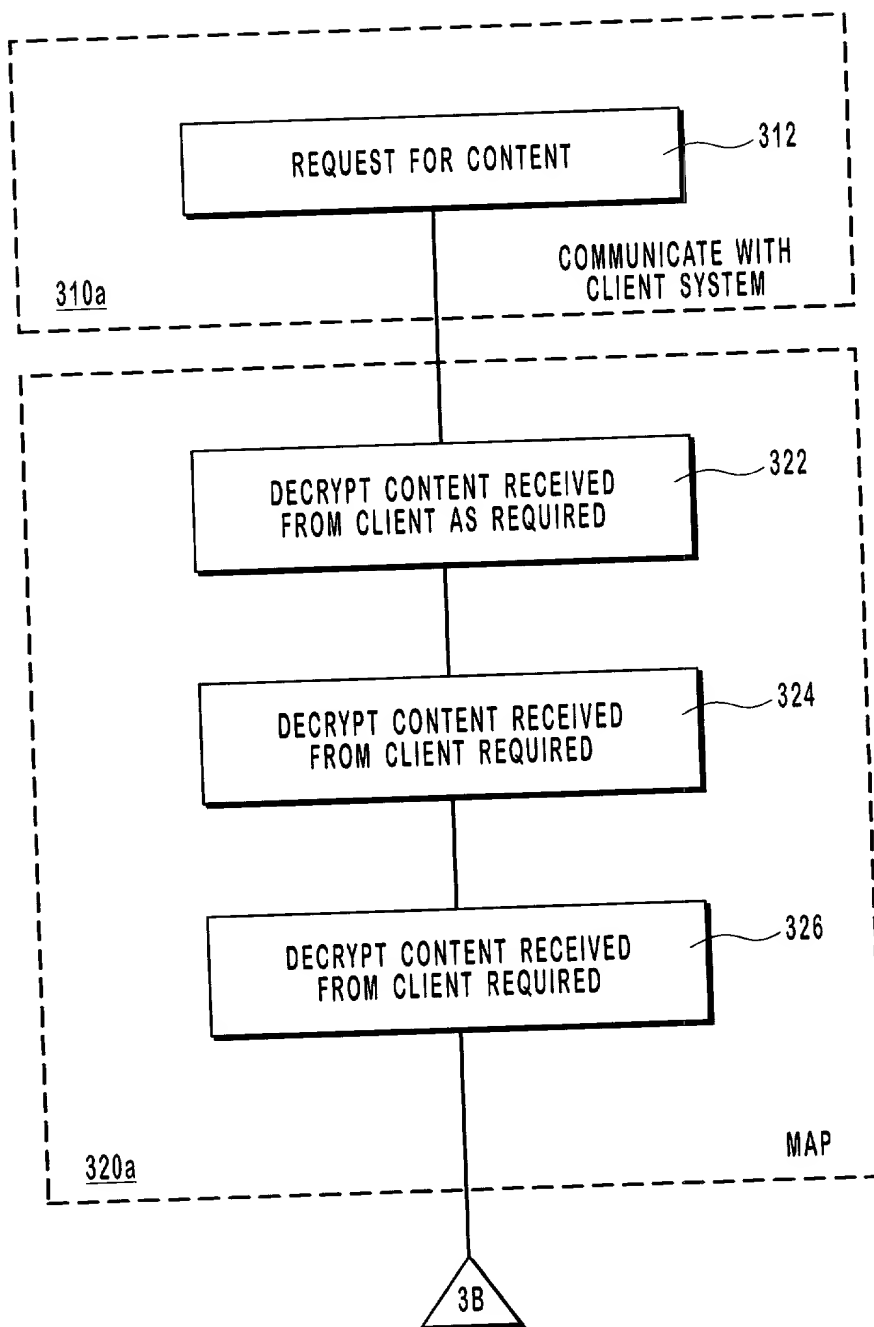 REQUEST FOR CONTENT
312
COMMUNICATE WITH
CLIENT SYSTEM
310a
DECRYPT CONTENT RECEIVED
FROM CLIENT AS REQUIRED
322
DECRYPT CONTENT RECEIVED
FROM CLIENT REQUIRED
324
DECRYPT CONTENT RECEIVED
FROM CLIENT REQUIRED
326
320a
MAP
3B